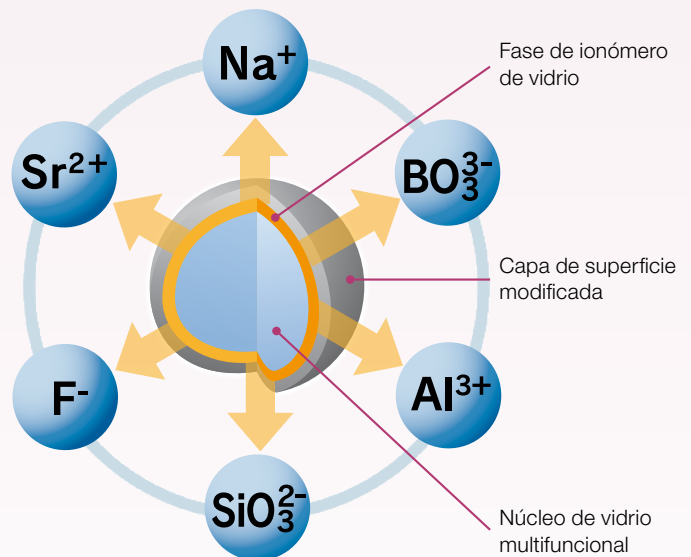 Na⁺
Fase de ionómero
de vidrio
Sr²⁺
BO₃³⁻
Capa de superficie
modificada
F⁻
Al³⁺
SiO₃²⁻
Núcleo de vidrio
multifuncional